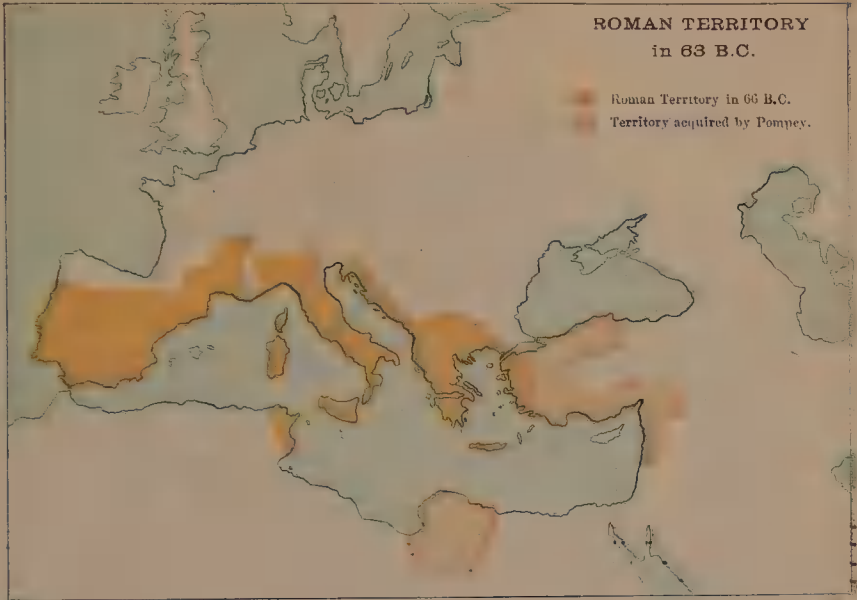 ROMAN TERRITORY
in 63 B.C.
Roman Territory in 66 B.C.
Territory acquired by Pompey.